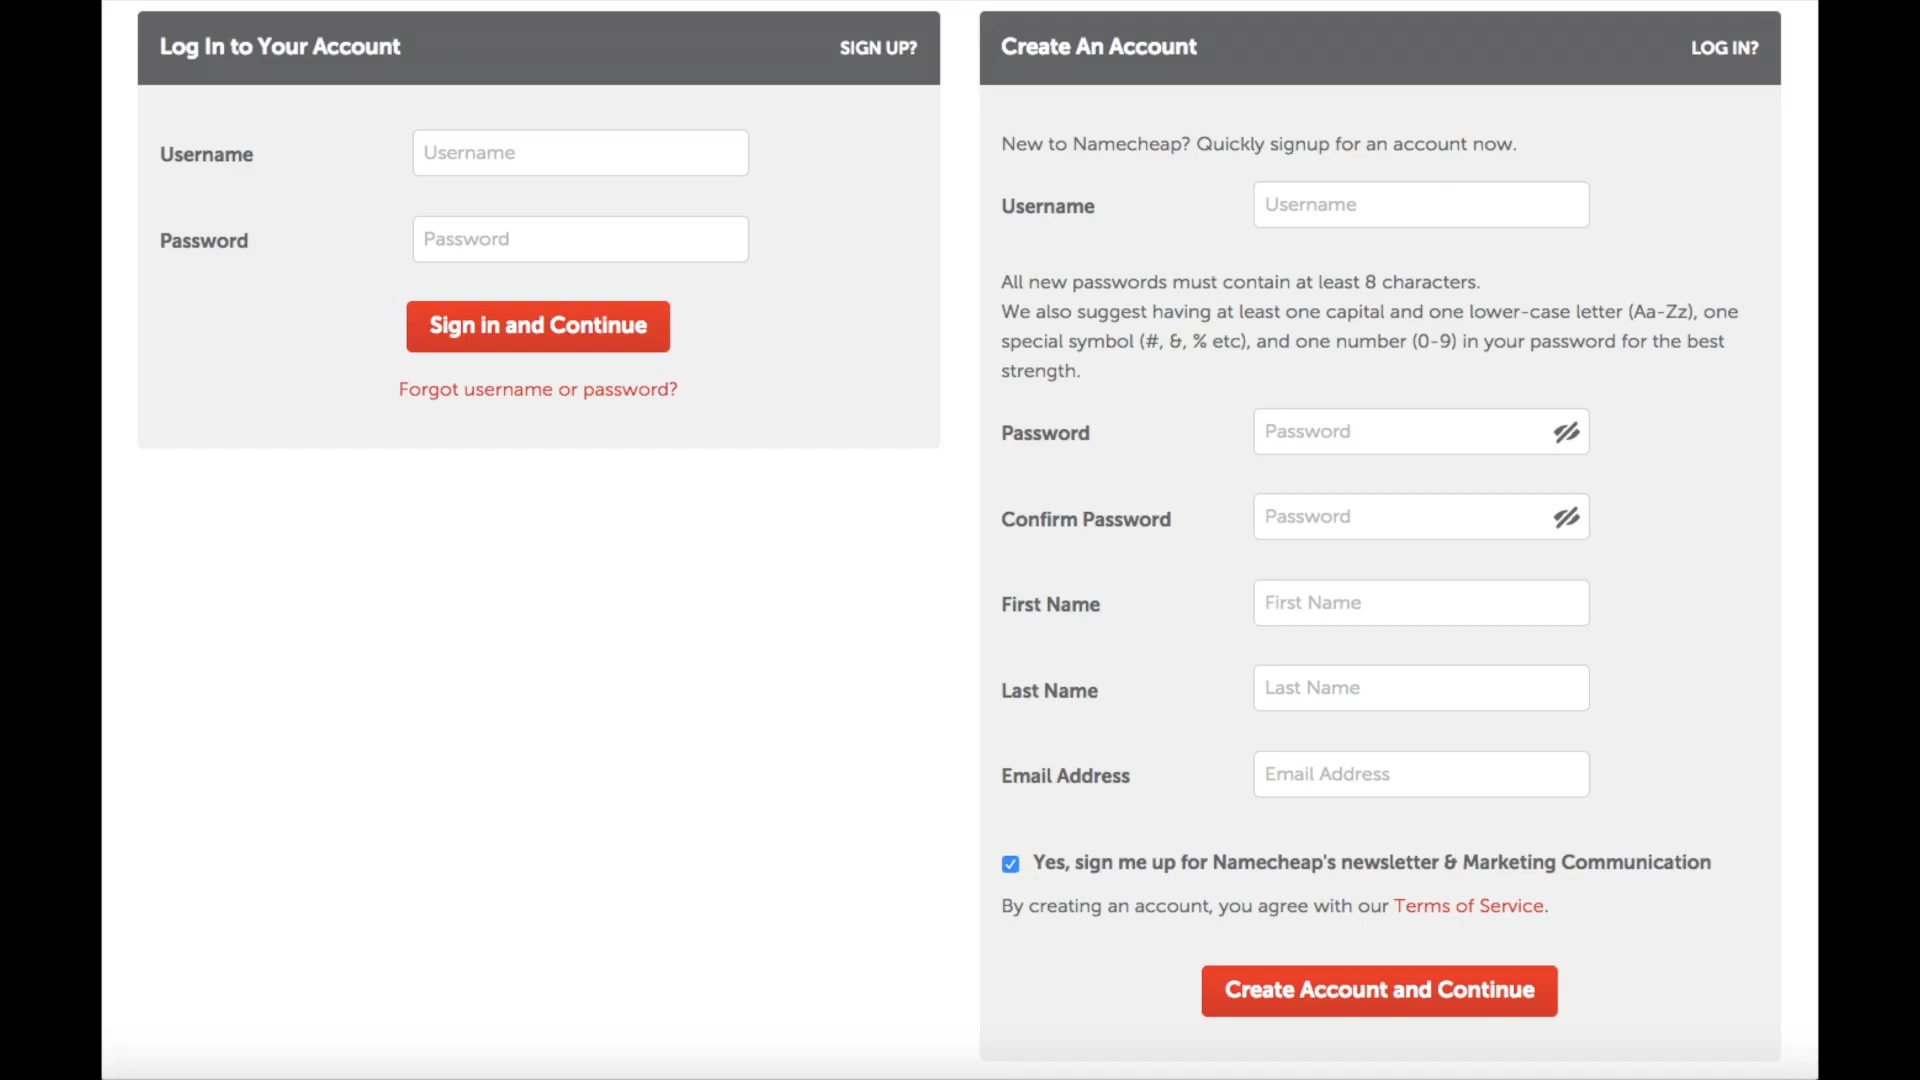 Log In to Your Account
SIGN UP?
Username
Username
Password
Password
Sign in and Continue
Forgot username or password?
Create An Account
LOG IN?
New to Namecheap? Quickly signup for an account now.
Username
Username
All new passwords must contain at least 8 characters.
We also suggest having at least one capital and one lower-case letter (Aa-Zz), one
special symbol (#, &, % etc), and one number (0-9) in your password for the best
strength.
Password
Password
Confirm Password
Password
First Name
First Name
Last Name
Last Name
Email Address
Email Address
Yes, sign me up for Namecheap's newsletter & Marketing Communication
By creating an account, you agree with our Terms of Service.
Create Account and Continue